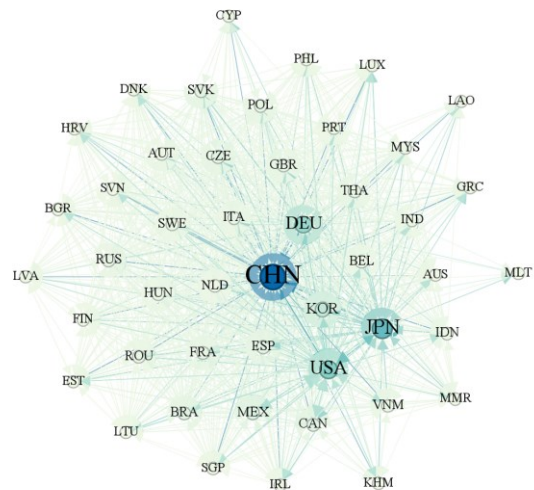 CYP
PHL
LUX
DNK
SVK
POL
LAO
HRV
PRT
AUT
CZE
GBR
MYS
SVN
THA
GRC
BGR
SWE
ITA
DEU
IND
RUS
BEL
LVA
CHN
AUS
MLT
HUN
NLD
KOR
FIN
JPN
IDN
ROU
FRA
ESP
USA
EST
MMR
BRA
MEX
VNM
LTU
CAN
SGP
IRL
KHM